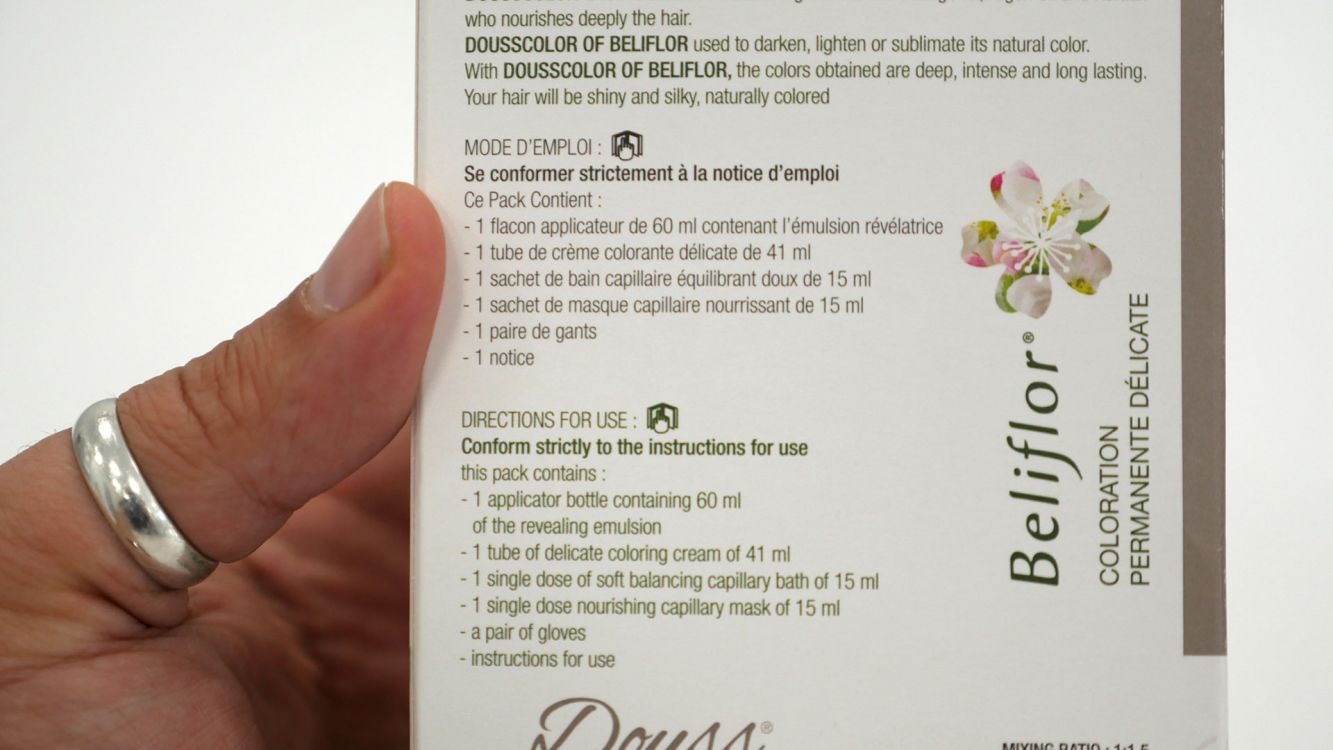 who nourishes deeply the hair.
DOUSSCOLOR OF BELIFLOR used to darken, lighten or sublimate its natural color.
With DOUSSCOLOR OF BELIFLOR, the colors obtained are deep, intense and long lasting.
Your hair will be shiny and silky, naturally colored
MODE D'EMPLOI :
Se conformer strictement à la notice d'emploi
Ce Pack Contient :
- 1 flacon applicateur de 60 ml contenant l'émulsion révélatrice
- 1 tube de crème colorante délicate de 41 ml
- 1 sachet de bain capillaire équilibrant doux de 15 ml
- 1 sachet de masque capillaire nourrissant de 15 ml
- 1 paire de gants
- 1 notice
DIRECTIONS FOR USE :
Conform strictly to the instructions for use
this pack contains :
- 1 applicator bottle containing 60 ml
of the revealing emulsion
- 1 tube of delicate coloring cream of 41 ml
- 1 single dose of soft balancing capillary bath of 15 ml
- 1 single dose nourishing capillary mask of 15 ml
- a pair of gloves
- instructions for use
Beliflor®
COLORATION
PERMANENTE DÉLICATE
Douss®
MIXING RATIO : 1:1.5